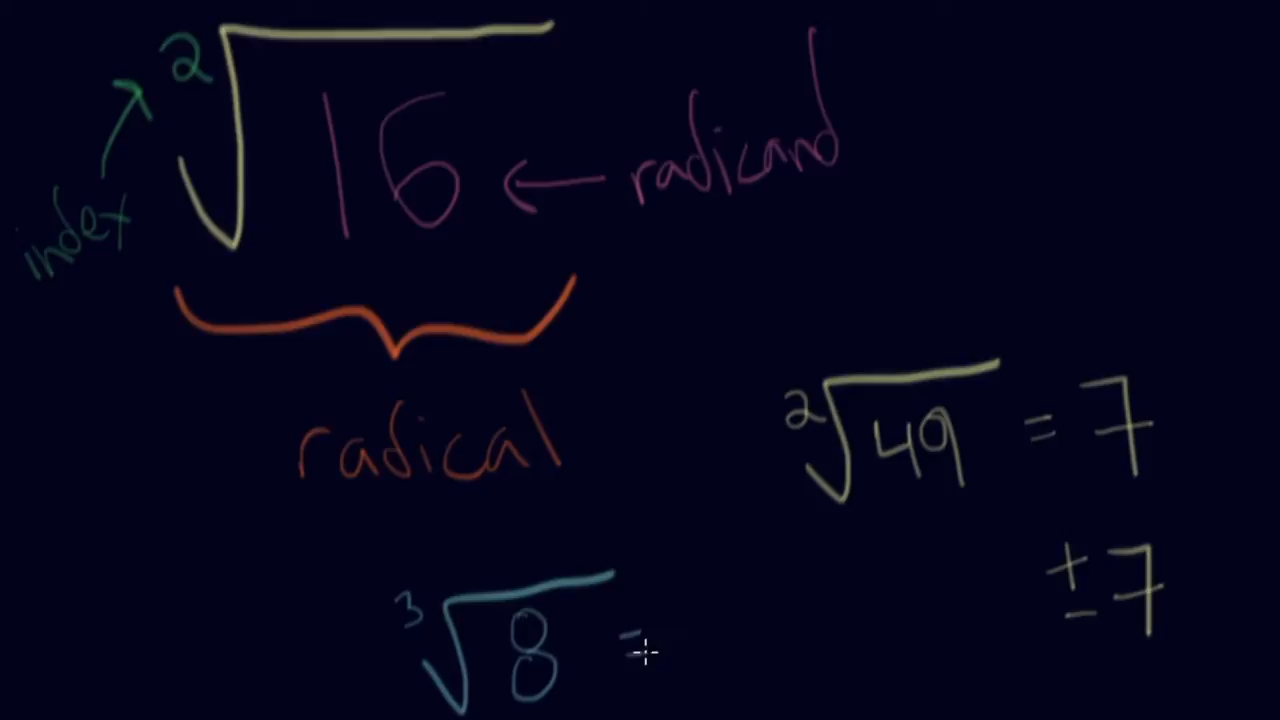 ²√16 ← radicand
index
radical
²√49 = 7
± 7
³√8 =